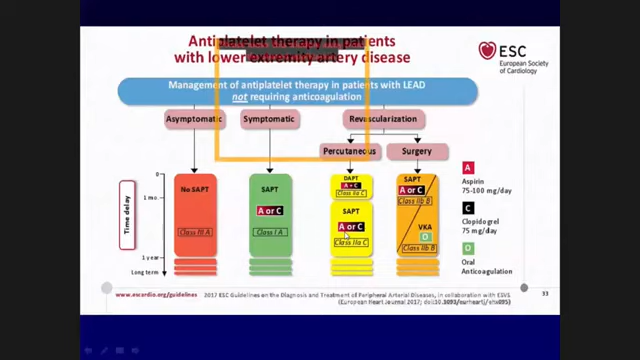 Antiplatelet therapy in patients
with lower extremity artery disease
ESC
European Society
of Cardiology
Management of antiplatelet therapy in patients with LEAD
not requiring anticoagulation
Asymptomatic
Symptomatic
Revascularization
Percutaneous
Surgery
Time delay
0
1 mo.
1 year
Long term
No SAPT
Class III A
SAPT
A or C
Class I A
DAPT
A + C
Class IIa C
SAPT
A or C
Class IIa C
SAPT
A or C
Class IIb B
VKA
O
Class IIb B
A
Aspirin
75-100 mg/day
C
Clopidogrel
75 mg/day
O
Oral
Anticoagulation
www.escardio.org/guidelines
2017 ESC Guidelines on the Diagnosis and Treatment of Peripheral Arterial Diseases, in collaboration with ESVS
(European Heart Journal 2017; doi:10.1093/eurheartj/ehx095)
33